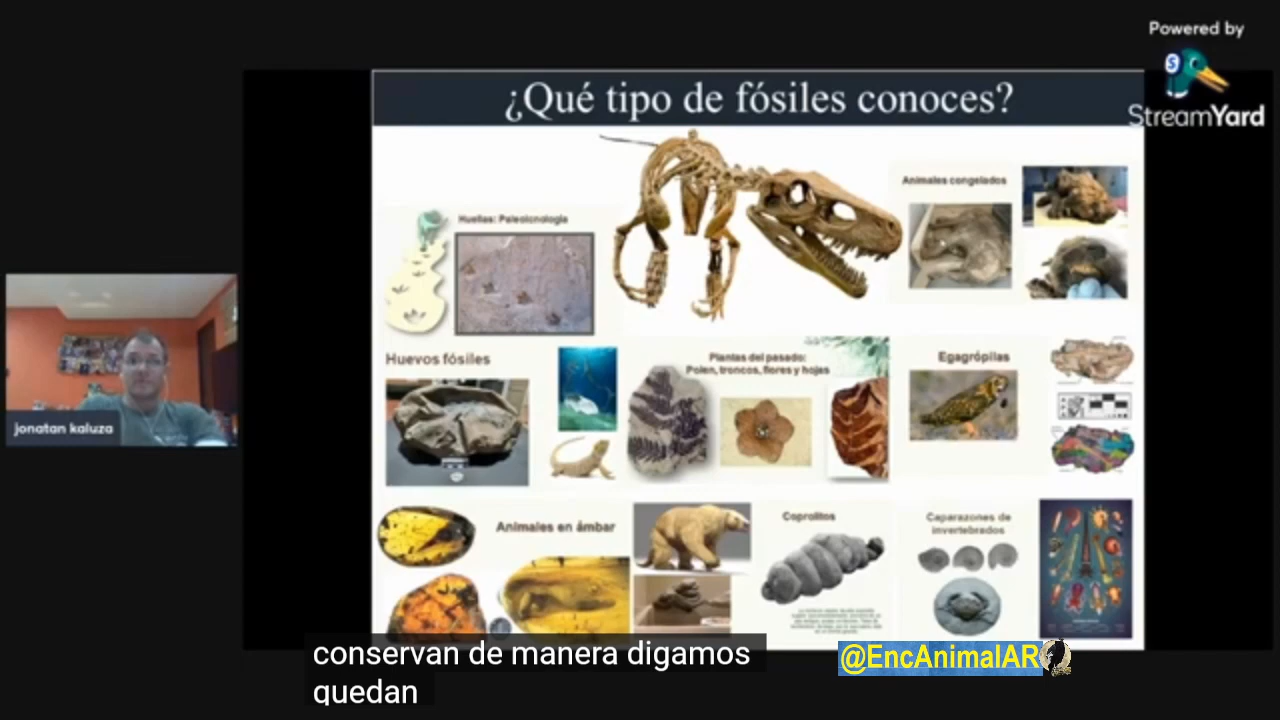 Powered by
StreamYard
¿Qué tipo de fósiles conoces?
Animales congelados
Huellas: Paleoicnología
Huevos fósiles
Plantas del pasado:
Polen, troncos, flores y hojas
Egagrópilas
jonatan kaluza
Animales en ámbar
Coprolitos
Caparazones de
invertebrados
conservan de manera digamos
quedan
@EncAnimalAR